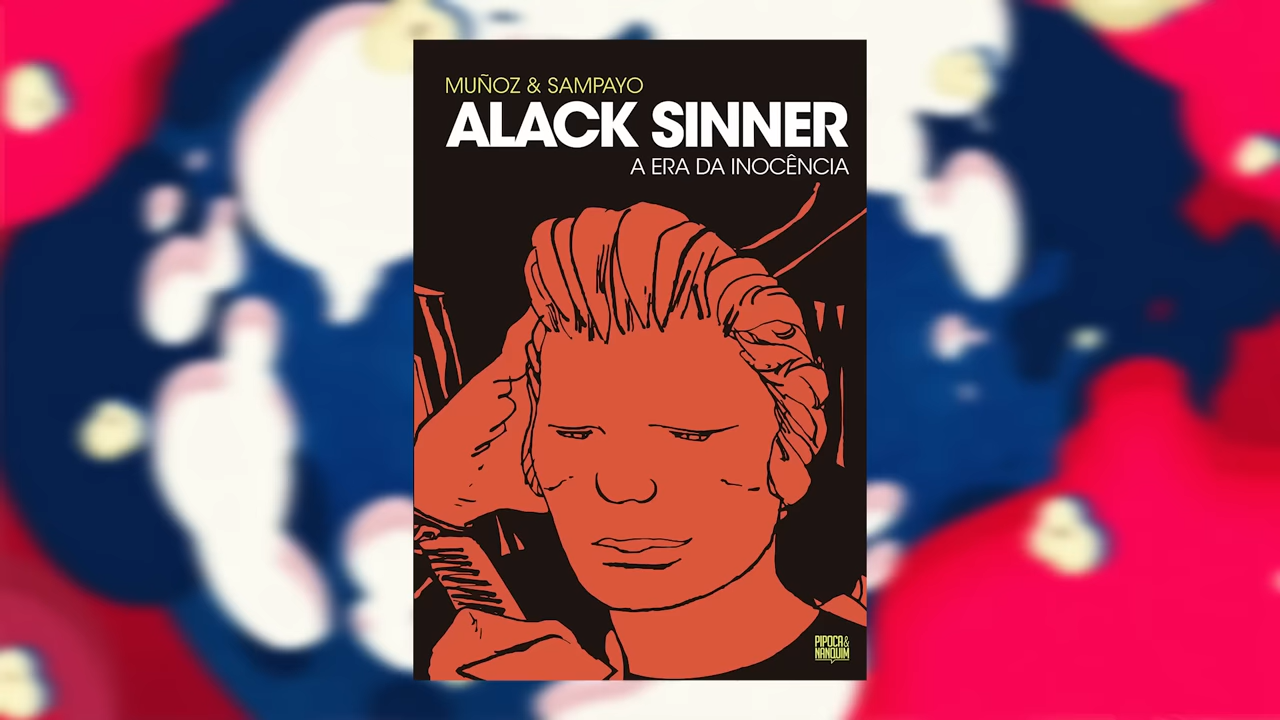 MUÑOZ & SAMPAYO
ALACK SINNER
A ERA DA INOCÊNCIA
PIPOCA &
NANQUIM